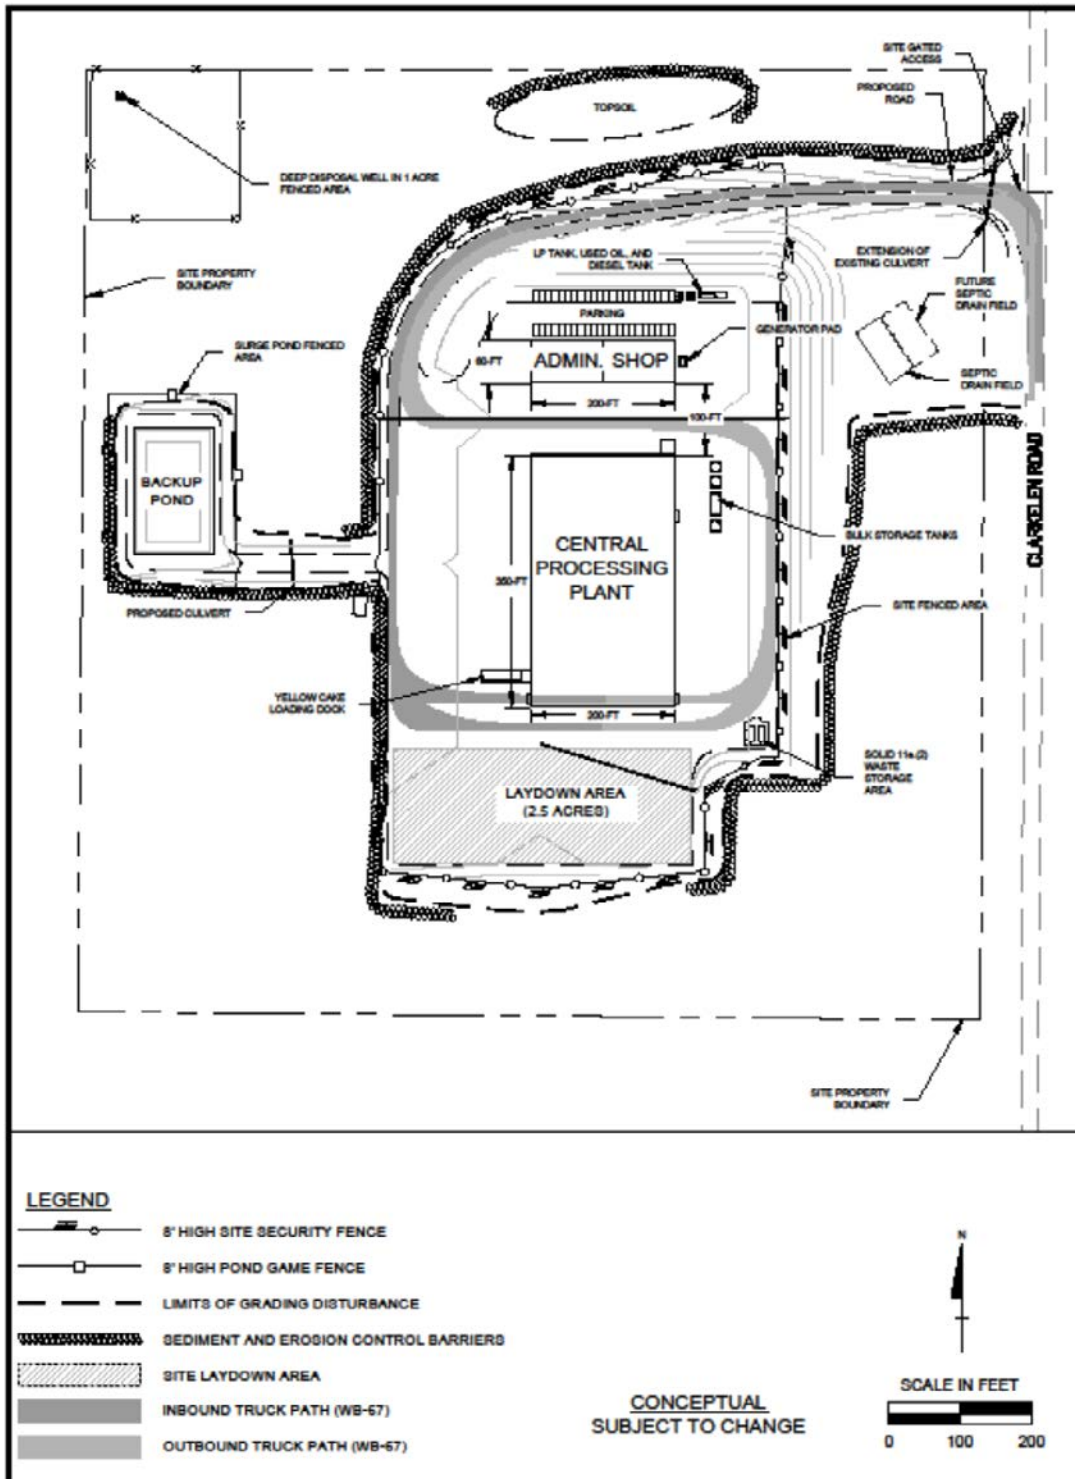 SITE GATED
ACCESS
PROPOSED
ROAD
TOPSOIL
DEEP DISPOSAL WELL IN 1 ACRE
FENCED AREA
LP TANK, USED OIL, AND
DIESEL TANK
EXTENSION OF
EXISTING CULVERT
SITE PROPERTY
BOUNDARY
FUTURE
SEPTIC
DRAIN FIELD
PARKING
GENERATOR PAD
SURGE POND FENCED
AREA
60-FT
ADMIN. SHOP
SEPTIC
DRAIN FIELD
200-FT
100-FT
CLARKELEN ROAD
BACKUP
POND
BULK STORAGE TANKS
CENTRAL
PROCESSING
PLANT
350-FT
SITE FENCED AREA
PROPOSED CULVERT
YELLOW CAKE
LOADING DOCK
200-FT
SOLID 11e.(2)
WASTE
STORAGE
AREA
LAYDOWN AREA
(2.5 ACRES)
SITE PROPERTY
BOUNDARY
LEGEND
8' HIGH SITE SECURITY FENCE
8' HIGH POND GAME FENCE
LIMITS OF GRADING DISTURBANCE
SEDIMENT AND EROSION CONTROL BARRIERS
SITE LAYDOWN AREA
INBOUND TRUCK PATH (WB-67)
OUTBOUND TRUCK PATH (WB-67)
N
CONCEPTUAL
SUBJECT TO CHANGE
SCALE IN FEET
0 100 200